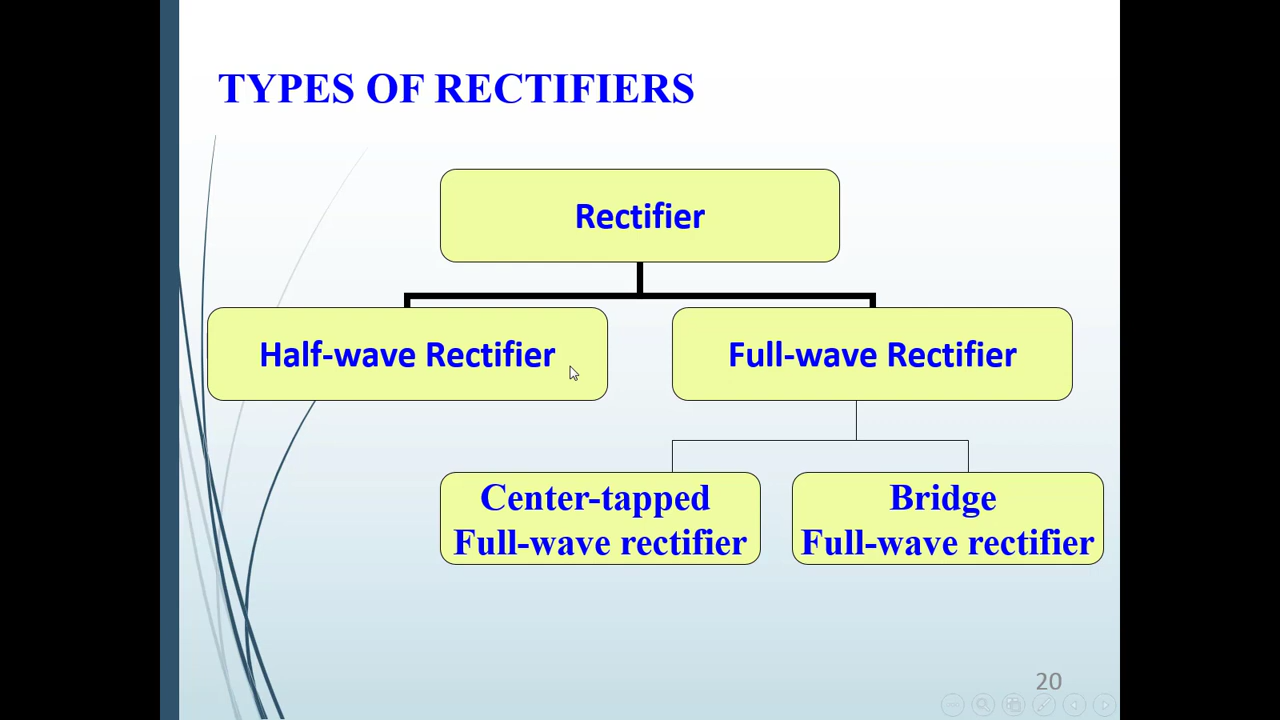 TYPES OF RECTIFIERS
Rectifier
Half-wave Rectifier
Full-wave Rectifier
Center-tapped
Full-wave rectifier
Bridge
Full-wave rectifier
20